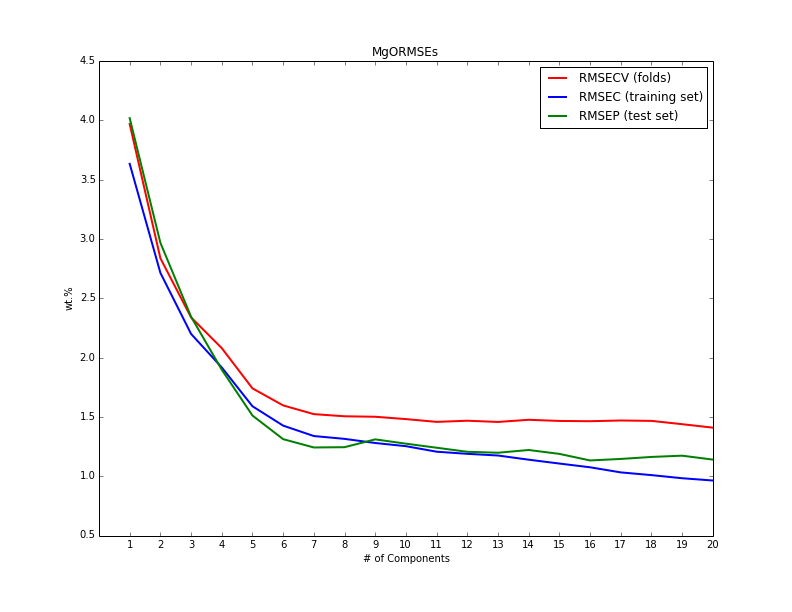 MgORMSEs
RMSECV (folds)
RMSEC (training set)
RMSEP (test set)
4.5
4.0
3.5
3.0
2.5
2.0
1.5
1.0
0.5
wt.%
1 2 3 4 5 6 7 8 9 10 11 12 13 14 15 16 17 18 19 20
# of Components